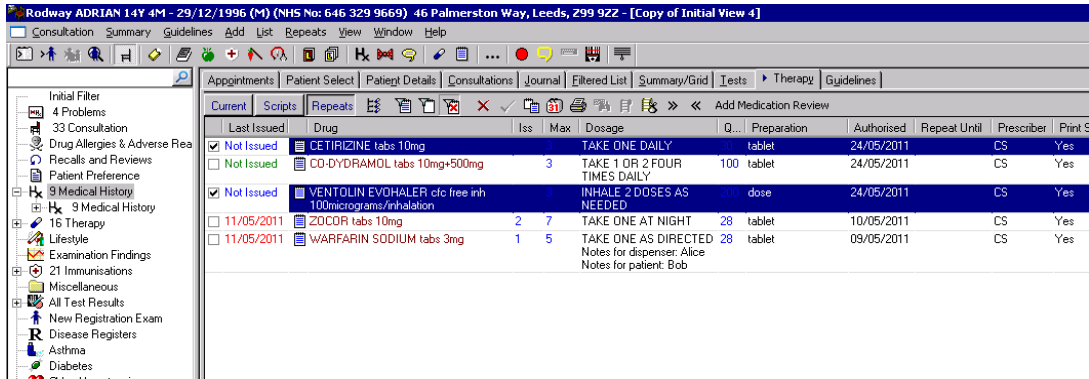 Rodway ADRIAN 14Y 4M - 29/12/1996 (M) (NHS No: 646 329 9669)  46 Palmerston Way, Leeds, Z99 9ZZ - [Copy of Initial View 4]
Consultation Summary Guidelines Add List Repeats View Window Help
Appointments Patient Select Patient Details Consultations Journal Filtered List Summary/Grid Tests Therapy Guidelines
Current Scripts Repeats Add Medication Review
Initial Filter
4 Problems
33 Consultation
Drug Allergies & Adverse Rea
Recalls and Reviews
Patient Preference
9 Medical History
9 Medical History
16 Therapy
Lifestyle
Examination Findings
21 Immunisations
Miscellaneous
All Test Results
New Registration Exam
Disease Registers
Asthma
Diabetes
Last Issued Drug Iss Max Dosage Q... Preparation Authorised Repeat Until Prescriber Print S
Not Issued CETIRIZINE tabs 10mg 3 TAKE ONE DAILY 30 tablet 24/05/2011 CS Yes
Not Issued CO-DYDRAMOL tabs 10mg+500mg 3 TAKE 1 OR 2 FOUR 100 tablet 24/05/2011 CS Yes
TIMES DAILY
Not Issued VENTOLIN EVOHALER cfc free inh 3 INHALE 2 DOSES AS 200 dose 24/05/2011 CS Yes
100micrograms/inhalation NEEDED
11/05/2011 ZOCOR tabs 10mg 2 7 TAKE ONE AT NIGHT 28 tablet 10/05/2011 CS Yes
11/05/2011 WARFARIN SODIUM tabs 3mg 1 5 TAKE ONE AS DIRECTED 28 tablet 09/05/2011 CS Yes
Notes for dispenser: Alice
Notes for patient: Bob